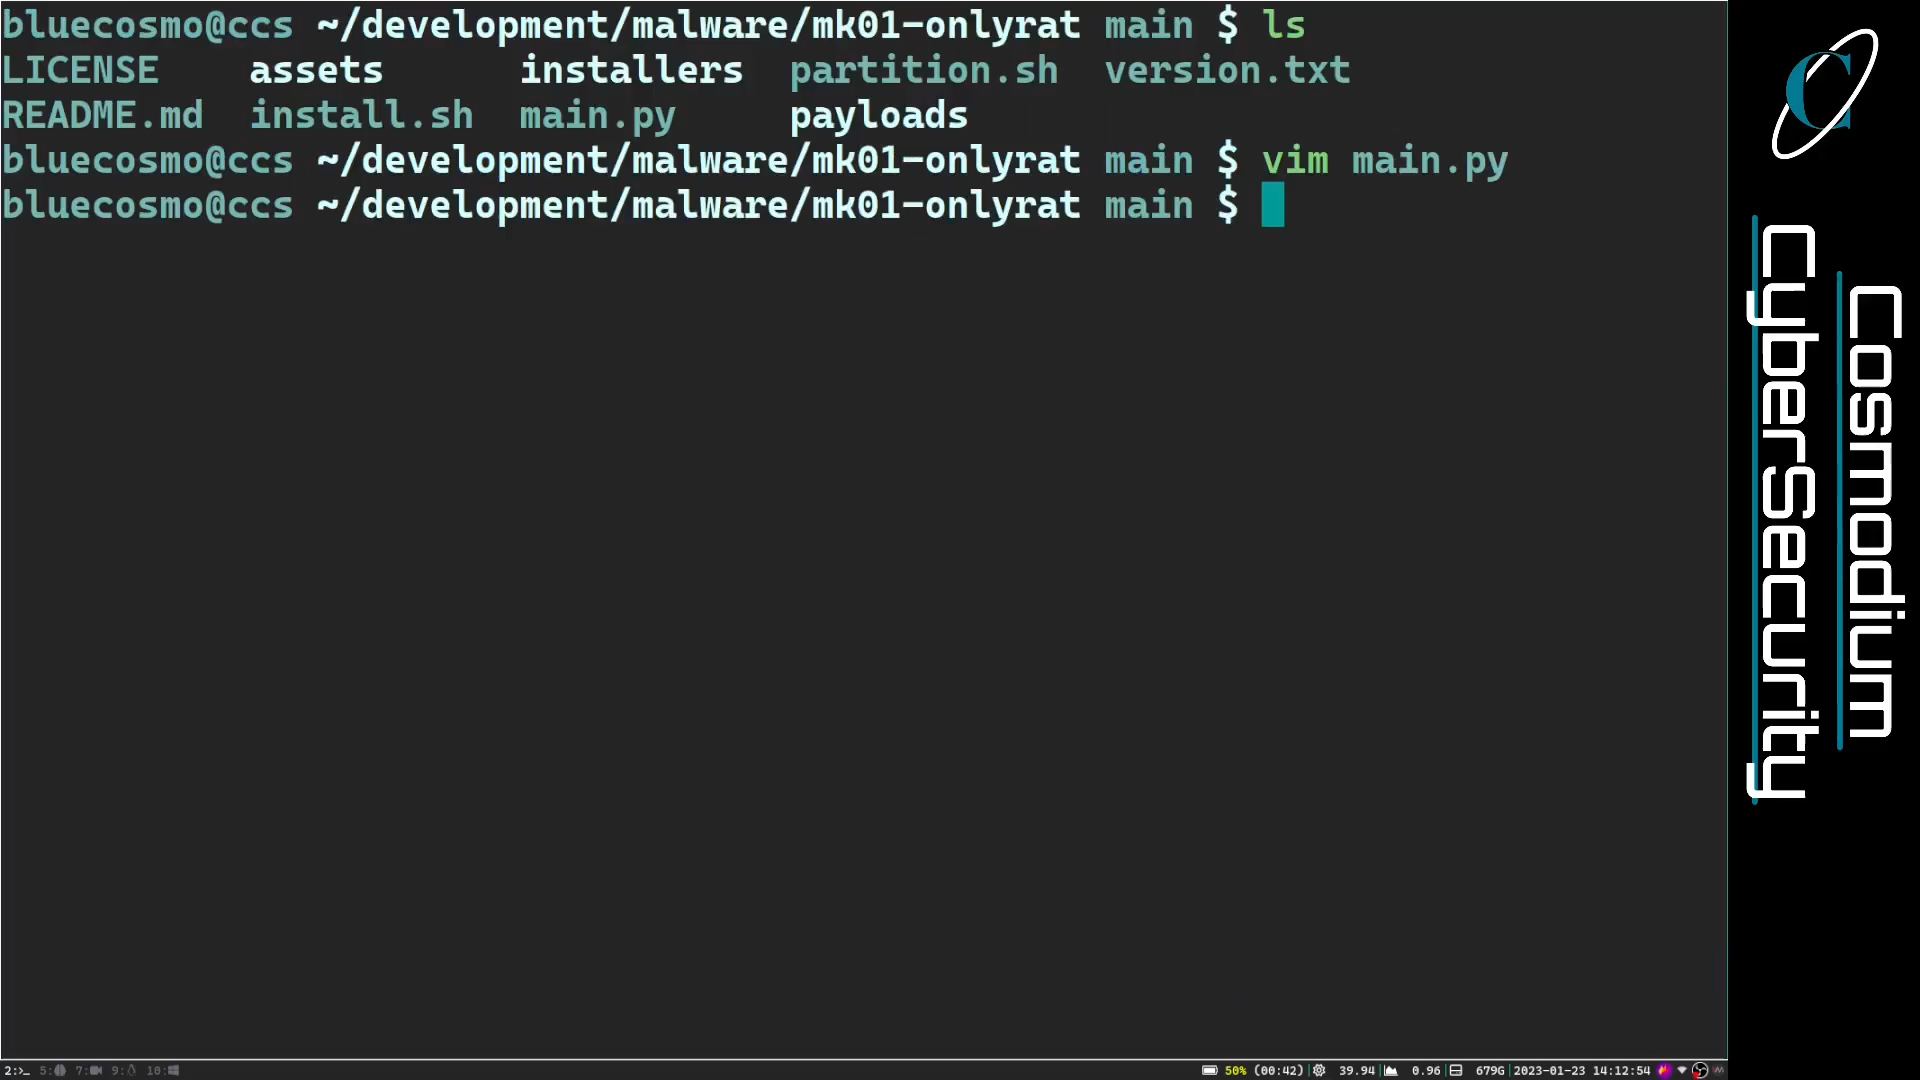 bluecosmo@ccs ~/development/malware/mk01-onlyrat main $ ls
LICENSE assets installers partition.sh version.txt
README.md install.sh main.py payloads
bluecosmo@ccs ~/development/malware/mk01-onlyrat main $ vim main.py
bluecosmo@ccs ~/development/malware/mk01-onlyrat main $
Cosmodium
CyberSecurity
2:>_ 5: 7: 9: 10: 50% (00:42) 39.94 0.96 679G 2023-01-23 14:12:54